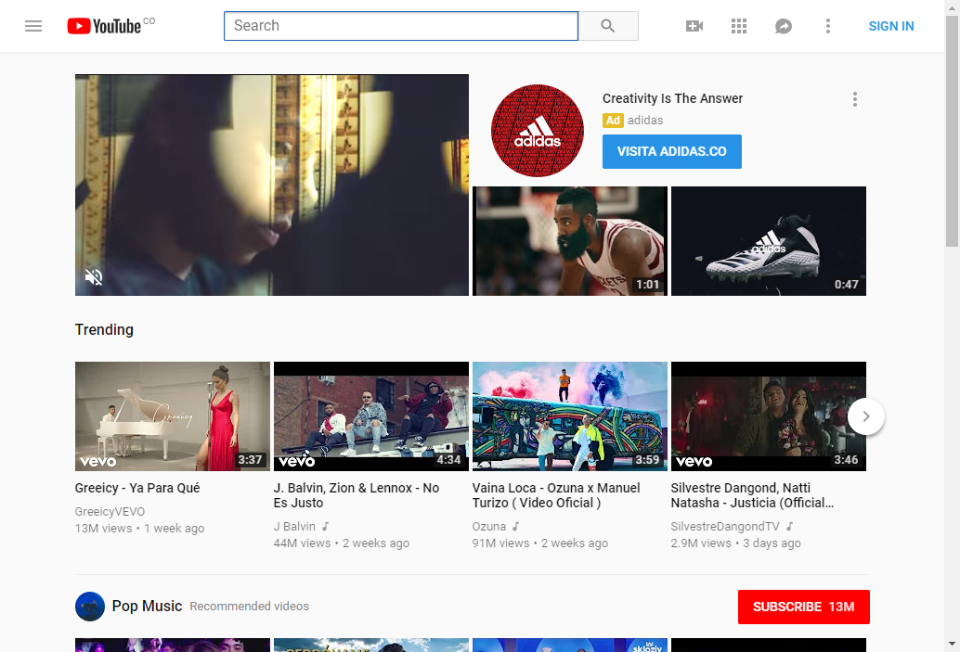 YouTube CO
Search
SIGN IN
adidas
Creativity Is The Answer
Ad adidas
VISITA ADIDAS.CO
1:01
adidas
0:47
Trending
Greeicy
vevo
3:37
vevo
4:34
3:59
vevo
3:46
Greeicy - Ya Para Qué
GreeicyVEVO
13M views • 1 week ago
J. Balvin, Zion & Lennox - No
Es Justo
J Balvin
44M views • 2 weeks ago
Vaina Loca - Ozuna x Manuel
Turizo ( Video Oficial )
Ozuna
91M views • 2 weeks ago
Silvestre Dangond, Natti
Natasha - Justicia (Official...
SilvestreDangondTV
2.9M views • 3 days ago
Pop Music Recommended videos
SUBSCRIBE 13M